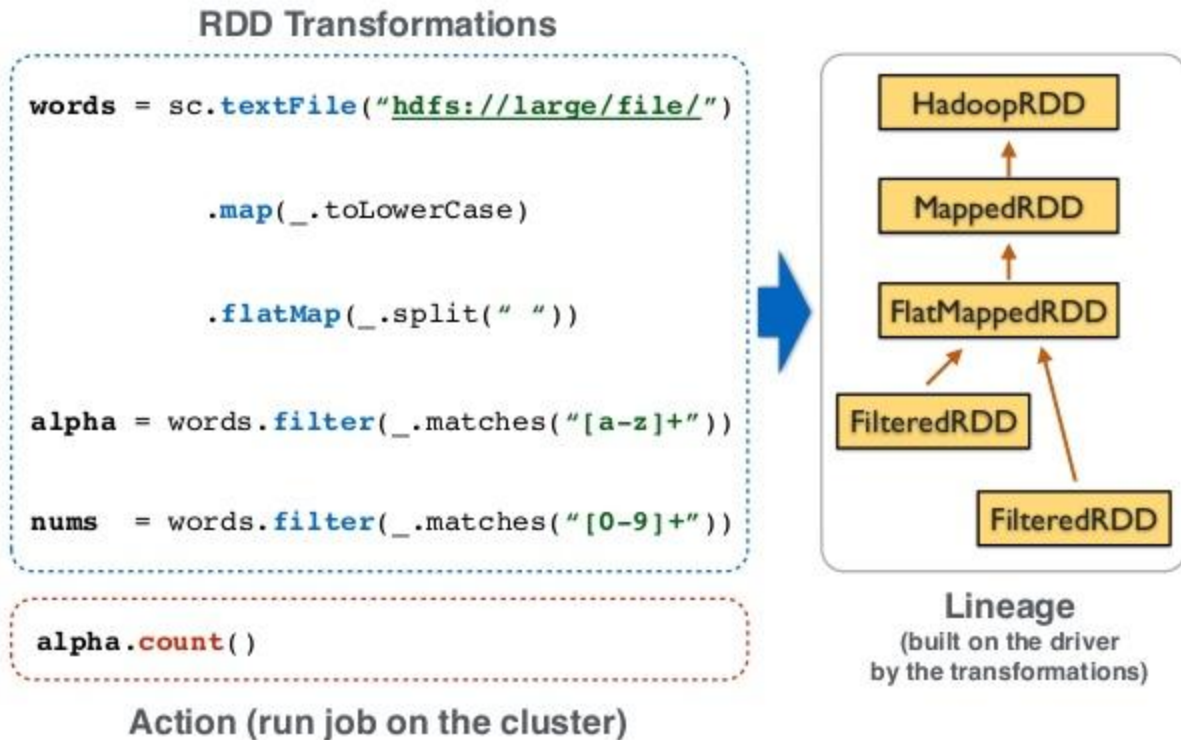 RDD Transformations
words = sc.textFile(“hdfs://large/file/”)
.map(_.toLowerCase)
.flatMap(_.split(“ ”))
alpha = words.filter(_.matches(“[a-z]+”))
nums = words.filter(_.matches(“[0-9]+”))
alpha.count()
Action (run job on the cluster)
HadoopRDD
MappedRDD
FlatMappedRDD
FilteredRDD
FilteredRDD
Lineage
(built on the driver
by the transformations)